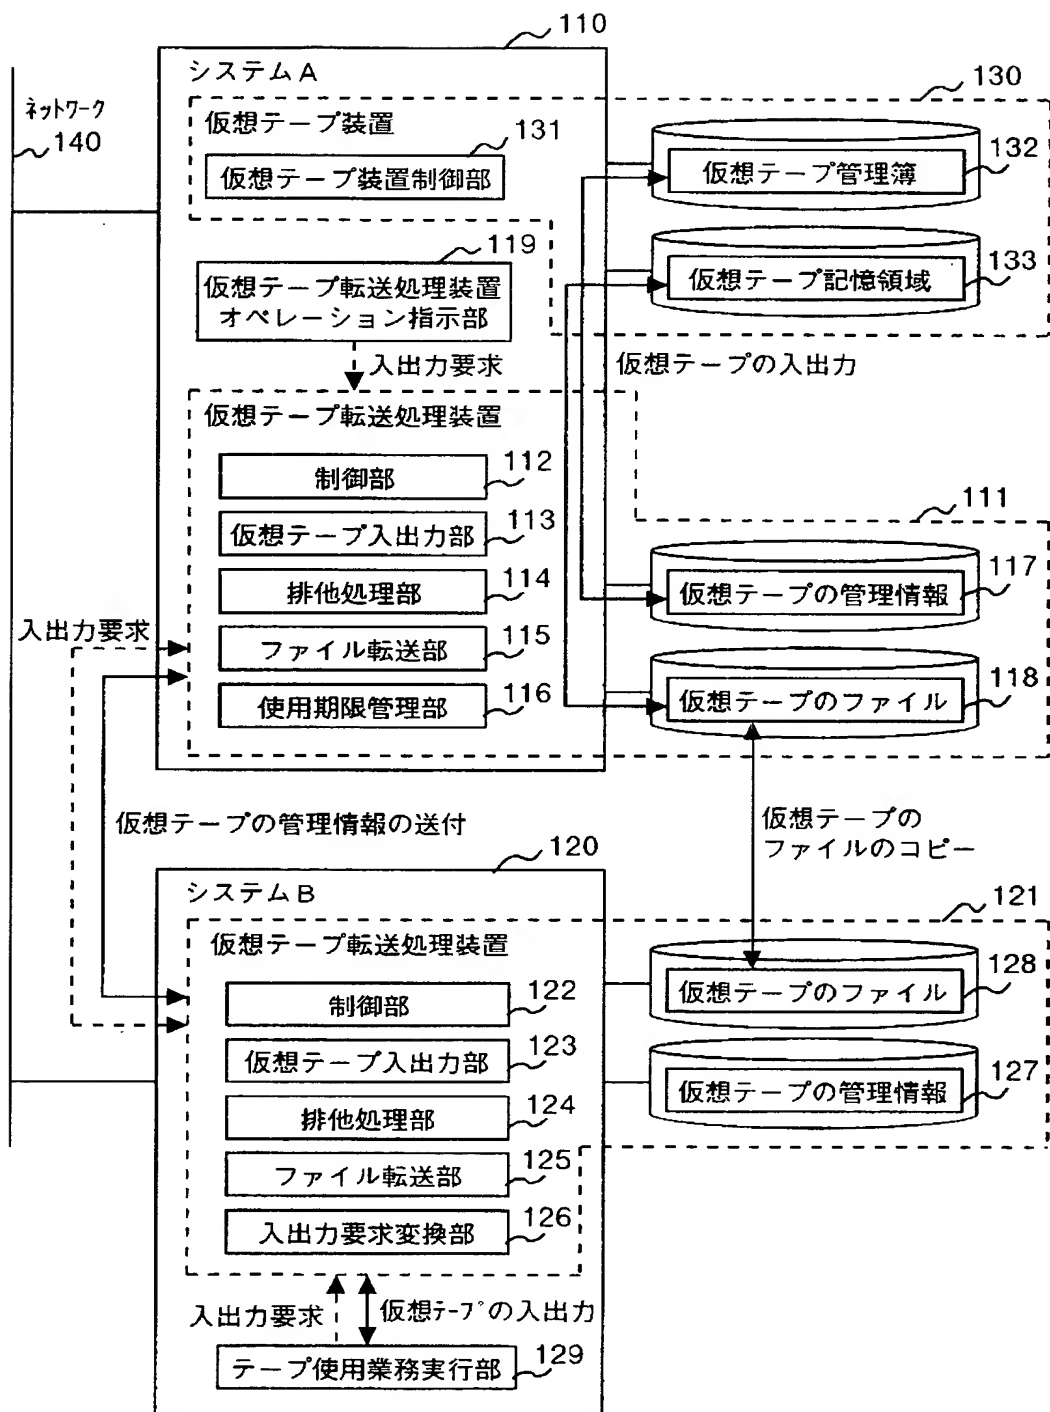 110
システムA
ネットワーク
140
130
仮想テープ装置
131
仮想テープ装置制御部
仮想テープ管理簿
132
119
仮想テープ転送処理装置
オペレーション指示部
仮想テープ記憶領域
133
入出力要求
仮想テープの入出力
仮想テープ転送処理装置
制御部
112
仮想テープ入出力部
113
排他処理部
114
ファイル転送部
115
使用期限管理部
116
111
仮想テープの管理情報
117
仮想テープのファイル
118
入出力要求
仮想テープの管理情報の送付
仮想テープの
ファイルのコピー
120
システムB
121
仮想テープ転送処理装置
制御部
122
仮想テープ入出力部
123
排他処理部
124
ファイル転送部
125
入出力要求変換部
126
仮想テープのファイル
128
仮想テープの管理情報
127
入出力要求
仮想テープの入出力
テープ使用業務実行部
129